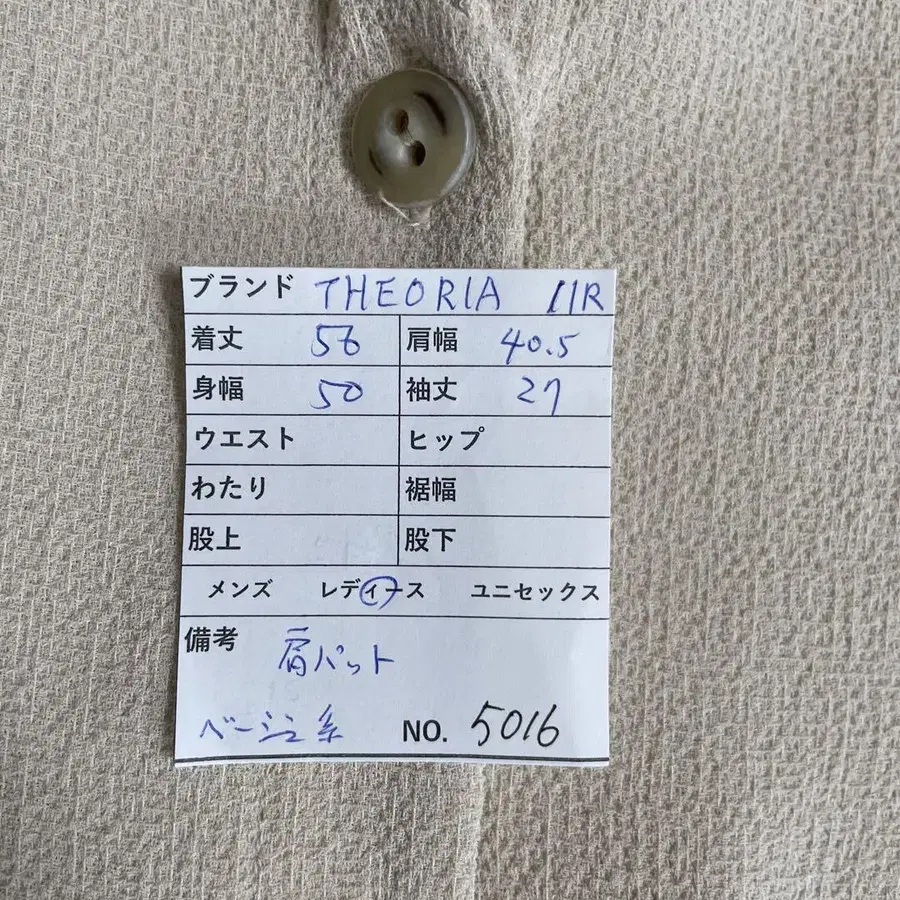 ブランド THEORIA 11R
着丈 56 肩幅 40.5
身幅 50 袖丈 27
ウエスト ヒップ
わたり 裾幅
股上 股下
メンズ レディース ユニセックス
備考 肩パット
ベージュ系 NO. 5016